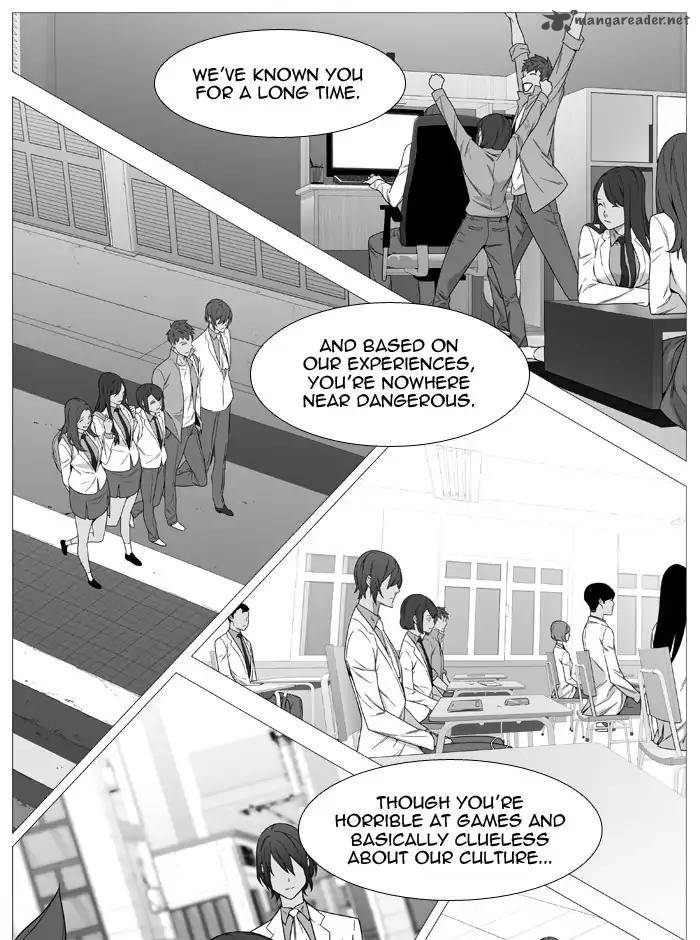 mangareader.net
WE'VE KNOWN YOU
FOR A LONG TIME.
AND BASED ON
OUR EXPERIENCES,
YOU'RE NOWHERE
NEAR DANGEROUS.
THOUGH YOU'RE
HORRIBLE AT GAMES AND
BASICALLY CLUELESS
ABOUT OUR CULTURE...